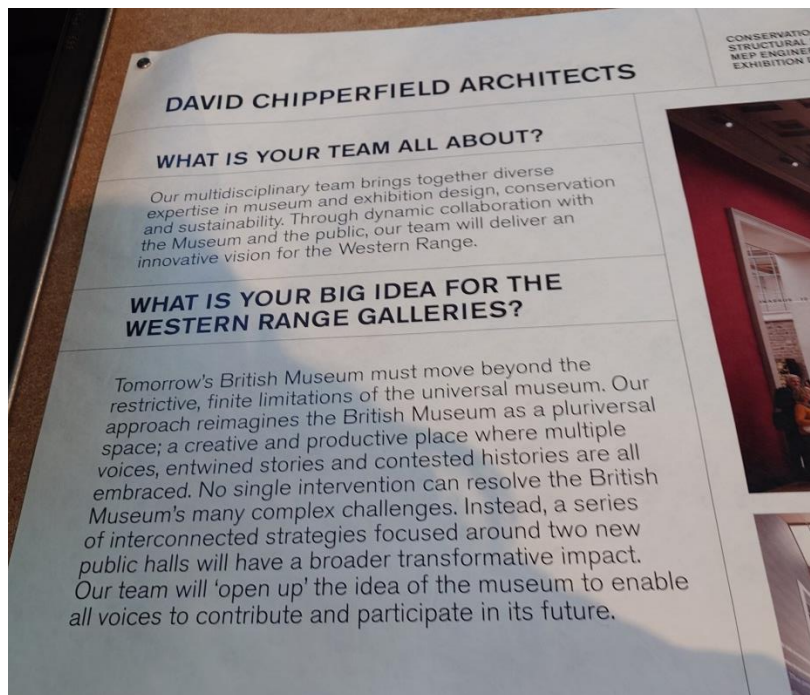 DAVID CHIPPERFIELD ARCHITECTS
WHAT IS YOUR TEAM ALL ABOUT?
Our multidisciplinary team brings together diverse
expertise in museum and exhibition design, conservation
and sustainability. Through dynamic collaboration with
the Museum and the public, our team will deliver an
innovative vision for the Western Range.
WHAT IS YOUR BIG IDEA FOR THE
WESTERN RANGE GALLERIES?
Tomorrow's British Museum must move beyond the
restrictive, finite limitations of the universal museum. Our
approach reimagines the British Museum as a pluriversal
space; a creative and productive place where multiple
voices, entwined stories and contested histories are all
embraced. No single intervention can resolve the British
Museum's many complex challenges. Instead, a series
of interconnected strategies focused around two new
public halls will have a broader transformative impact.
Our team will 'open up' the idea of the museum to enable
all voices to contribute and participate in its future.
STRUCTURAL
MEP
EXHIBITION